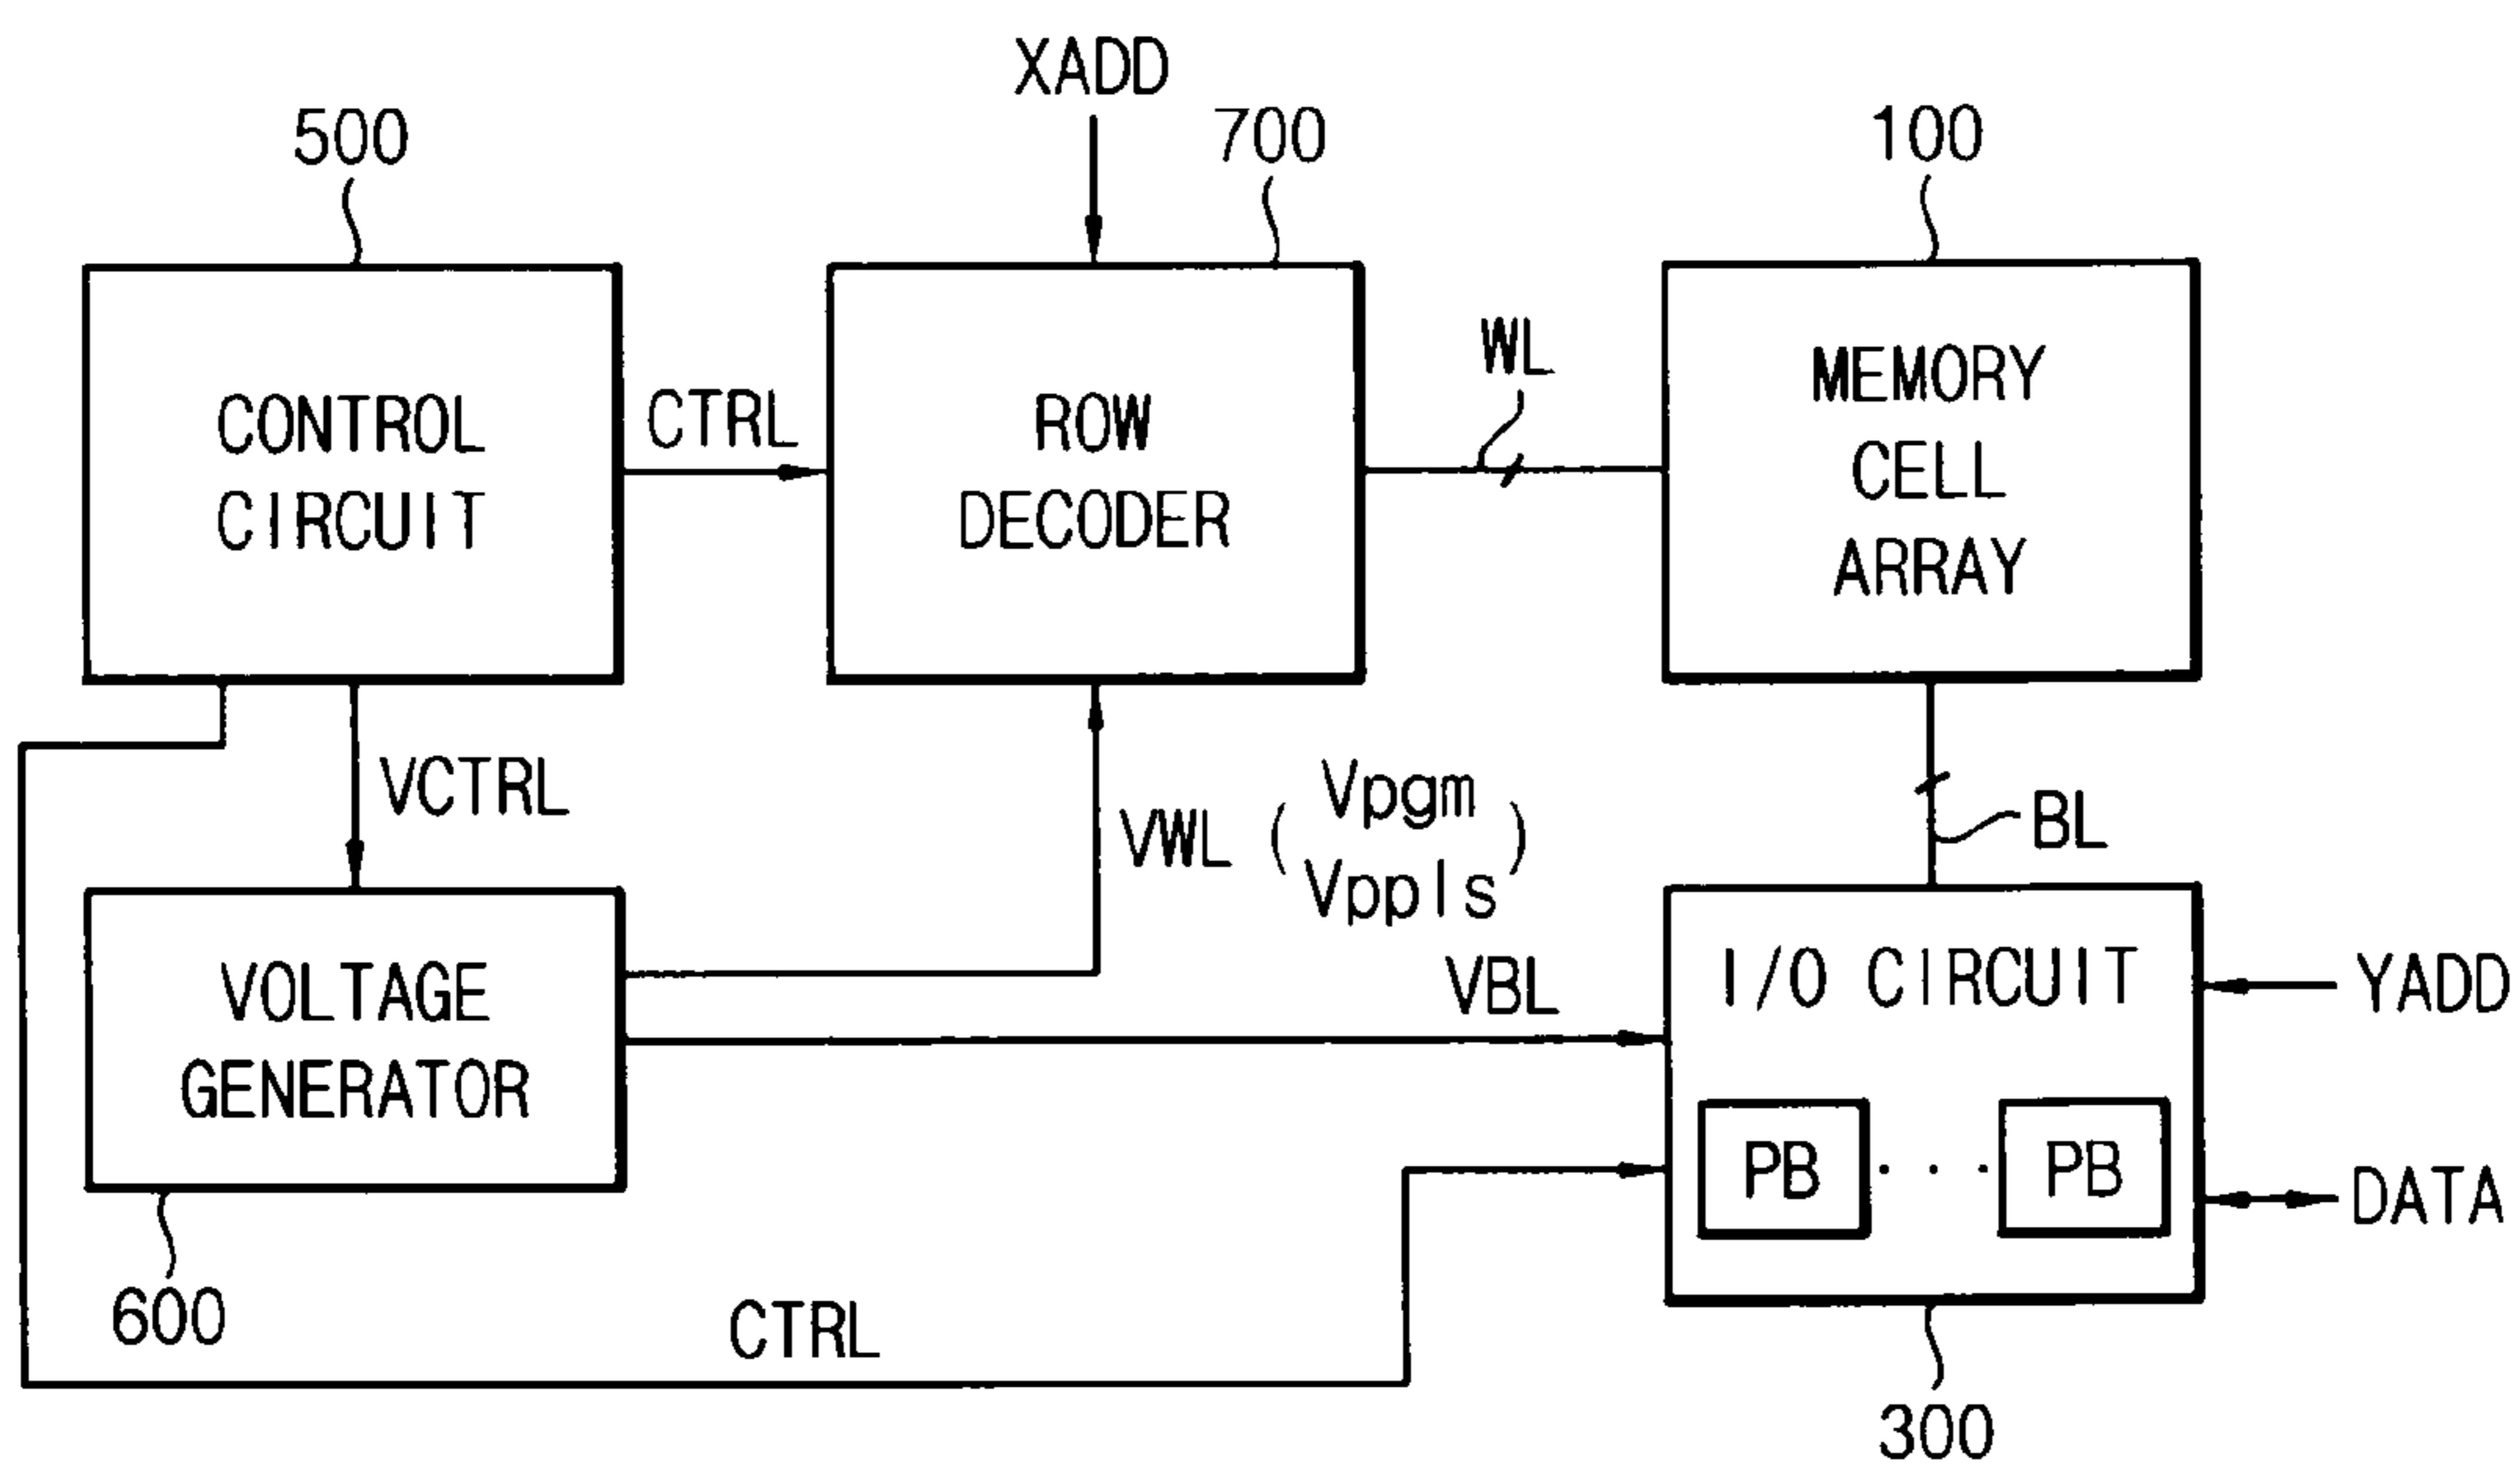 XADD
500
700
100
CONTROL
CIRCUIT
CTRL
ROW
DECODER
WL
MEMORY
CELL
ARRAY
VCTRL
VWL (Vpgm
Vppls)
BL
VOLTAGE
GENERATOR
VBL
I/O CIRCUIT
YADD
PB . . . PB
DATA
600
CTRL
300